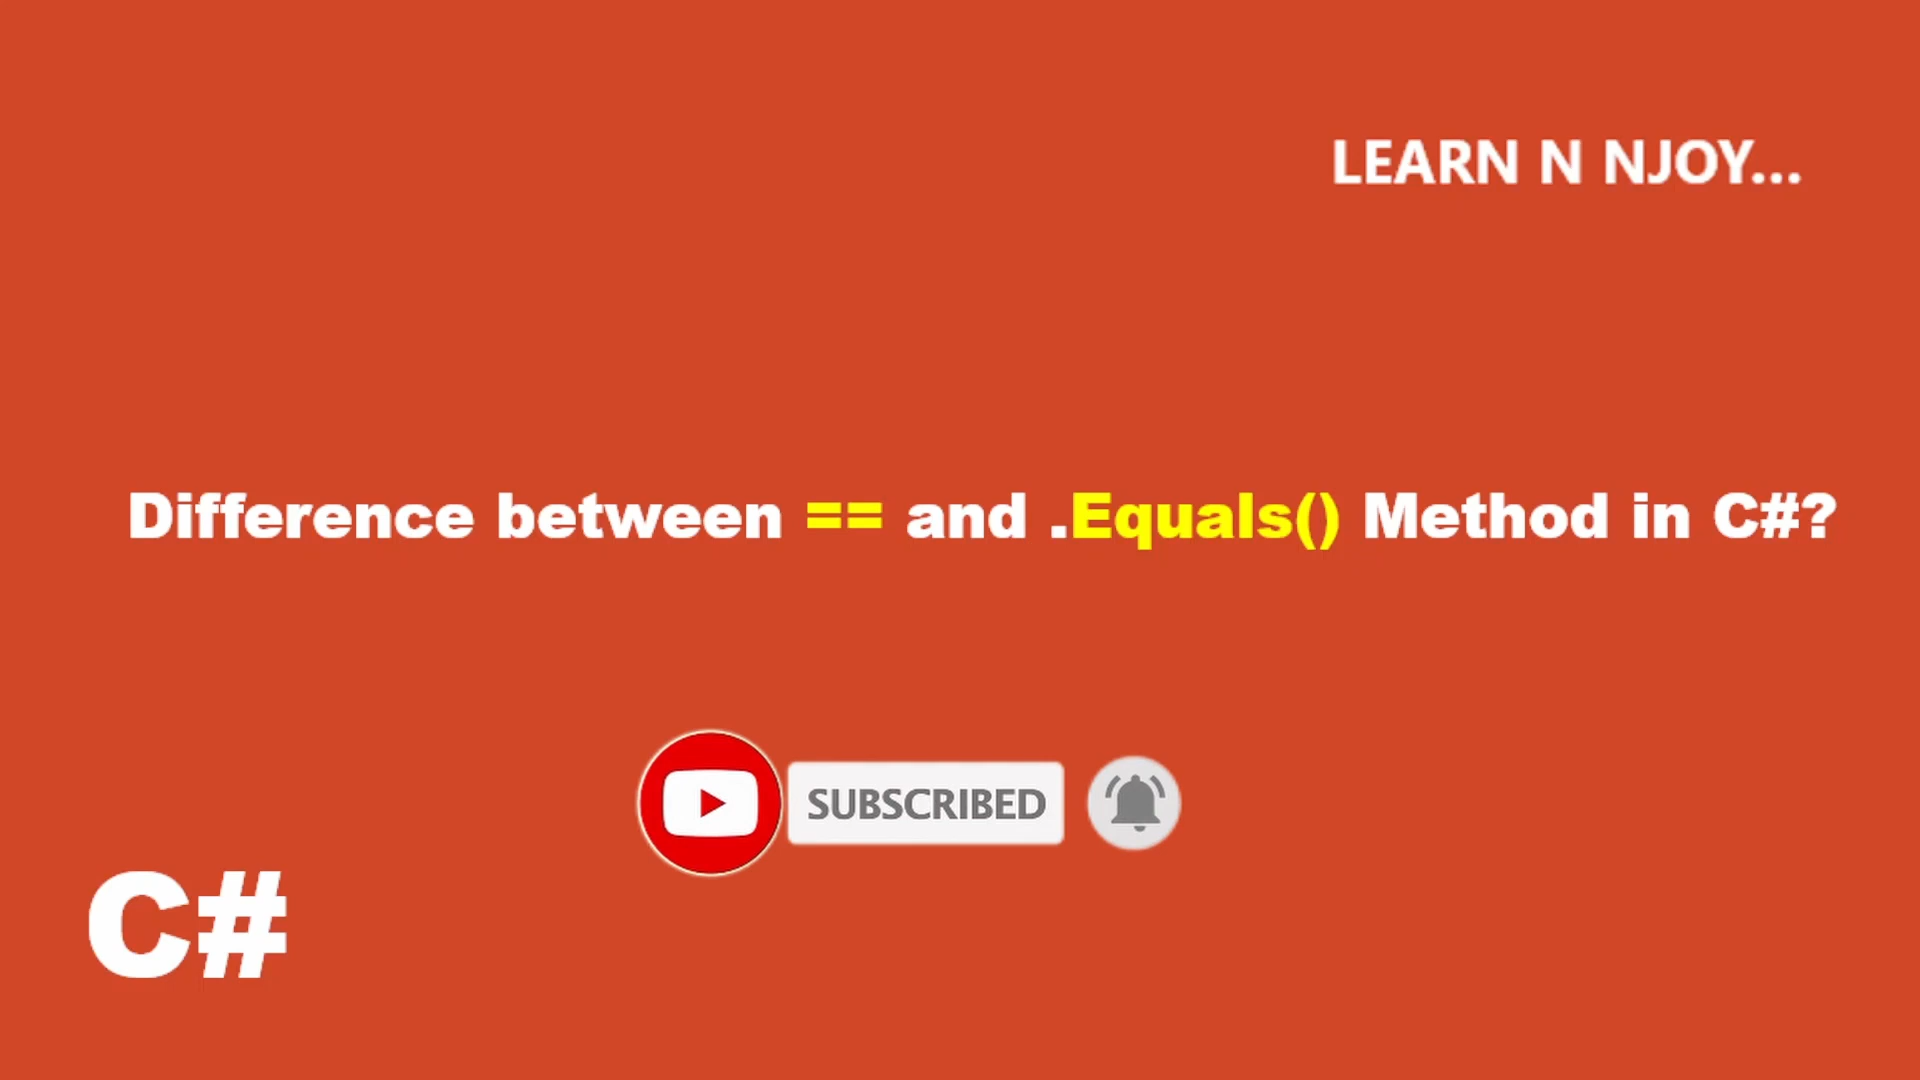 LEARN N NJOY...
Difference between == and .Equals() Method in C#?
SUBSCRIBED
C#